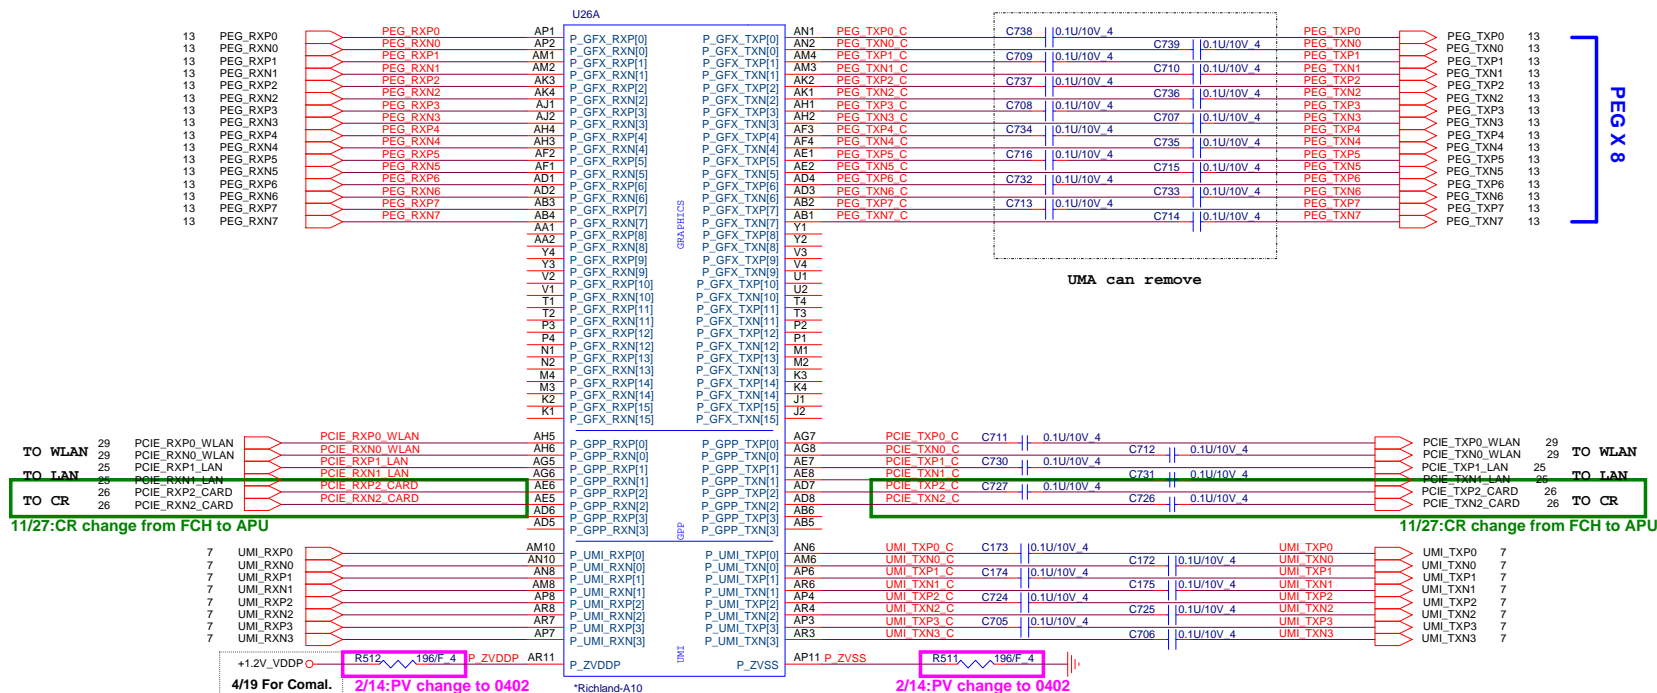 U26A
13 PEG_RXP0 PEG_RXP0 AP1 P_GFX_RXP[0] P_GFX_TXP[0] AN1 PEG_TXP0_C C738 0.1U/10V_4 PEG_TXP0 PEG_TXP0 13
13 PEG_RXN0 PEG_RXN0 AP2 P_GFX_RXN[0] P_GFX_TXN[0] AN2 PEG_TXN0_C C739 0.1U/10V_4 PEG_TXN0 PEG_TXN0 13
13 PEG_RXP1 PEG_RXP1 AM1 P_GFX_RXP[1] P_GFX_TXP[1] AM4 PEG_TXP1_C C709 0.1U/10V_4 PEG_TXP1 PEG_TXP1 13
13 PEG_RXN1 PEG_RXN1 AM2 P_GFX_RXN[1] P_GFX_TXN[1] AM3 PEG_TXN1_C C710 0.1U/10V_4 PEG_TXN1 PEG_TXN1 13
13 PEG_RXP2 PEG_RXP2 AK3 P_GFX_RXP[2] P_GFX_TXP[2] AK2 PEG_TXP2_C C737 0.1U/10V_4 PEG_TXP2 PEG_TXP2 13
13 PEG_RXN2 PEG_RXN2 AK4 P_GFX_RXN[2] P_GFX_TXN[2] AK1 PEG_TXN2_C C736 0.1U/10V_4 PEG_TXN2 PEG_TXN2 13
13 PEG_RXP3 PEG_RXP3 AJ1 P_GFX_RXP[3] P_GFX_TXP[3] AH1 PEG_TXP3_C C708 0.1U/10V_4 PEG_TXP3 PEG_TXP3 13
13 PEG_RXN3 PEG_RXN3 AJ2 P_GFX_RXN[3] P_GFX_TXN[3] AH2 PEG_TXN3_C C707 0.1U/10V_4 PEG_TXN3 PEG_TXN3 13
13 PEG_RXP4 PEG_RXP4 AH4 P_GFX_RXP[4] P_GFX_TXP[4] AF3 PEG_TXP4_C C734 0.1U/10V_4 PEG_TXP4 PEG_TXP4 13
13 PEG_RXN4 PEG_RXN4 AH3 P_GFX_RXN[4] P_GFX_TXN[4] AF4 PEG_TXN4_C C735 0.1U/10V_4 PEG_TXN4 PEG_TXN4 13
13 PEG_RXP5 PEG_RXP5 AF2 P_GFX_RXP[5] P_GFX_TXP[5] AE1 PEG_TXP5_C C716 0.1U/10V_4 PEG_TXP5 PEG_TXP5 13
13 PEG_RXN5 PEG_RXN5 AF1 P_GFX_RXN[5] P_GFX_TXN[5] AE2 PEG_TXN5_C C715 0.1U/10V_4 PEG_TXN5 PEG_TXN5 13
13 PEG_RXP6 PEG_RXP6 AD1 P_GFX_RXP[6] P_GFX_TXP[6] AD4 PEG_TXP6_C C732 0.1U/10V_4 PEG_TXP6 PEG_TXP6 13
13 PEG_RXN6 PEG_RXN6 AD2 P_GFX_RXN[6] P_GFX_TXN[6] AD3 PEG_TXN6_C C733 0.1U/10V_4 PEG_TXN6 PEG_TXN6 13
13 PEG_RXP7 PEG_RXP7 AB3 P_GFX_RXP[7] P_GFX_TXP[7] AB2 PEG_TXP7_C C713 0.1U/10V_4 PEG_TXP7 PEG_TXP7 13
13 PEG_RXN7 PEG_RXN7 AB4 P_GFX_RXN[7] P_GFX_TXN[7] AB1 PEG_TXN7_C C714 0.1U/10V_4 PEG_TXN7 PEG_TXN7 13
PEG X 8
GRAPHICS
AA1 P_GFX_RXP[8] P_GFX_TXP[8] Y1
AA2 P_GFX_RXN[8] P_GFX_TXN[8] Y2
Y4 P_GFX_RXP[9] P_GFX_TXP[9] V3
Y3 P_GFX_RXN[9] P_GFX_TXN[9] V4
V2 P_GFX_RXP[10] P_GFX_TXP[10] U1
V1 P_GFX_RXN[10] P_GFX_TXN[10] U2
T1 P_GFX_RXP[11] P_GFX_TXP[11] T4
T2 P_GFX_RXN[11] P_GFX_TXN[11] T3
P3 P_GFX_RXP[12] P_GFX_TXP[12] P2
P4 P_GFX_RXN[12] P_GFX_TXN[12] P1
N1 P_GFX_RXP[13] P_GFX_TXP[13] M1
N2 P_GFX_RXN[13] P_GFX_TXN[13] M2
M4 P_GFX_RXP[14] P_GFX_TXP[14] K3
M3 P_GFX_RXN[14] P_GFX_TXN[14] K4
K2 P_GFX_RXP[15] P_GFX_TXP[15] J1
K1 P_GFX_RXN[15] P_GFX_TXN[15] J2
UMA can remove
29 PCIE_RXP0_WLAN PCIE_RXP0_WLAN AH5 P_GPP_RXP[0] P_GPP_TXP[0] AG7 PCIE_TXP0_C C711 0.1U/10V_4 PCIE_TXP0_WLAN 29
TO WLAN 29 PCIE_RXN0_WLAN PCIE_RXN0_WLAN AH6 P_GPP_RXN[0] P_GPP_TXN[0] AG8 PCIE_TXN0_C C712 0.1U/10V_4 PCIE_TXN0_WLAN 29 TO WLAN
25 PCIE_RXP1_LAN PCIE_RXP1_LAN AG5 P_GPP_RXP[1] P_GPP_TXP[1] AE7 PCIE_TXP1_C C730 0.1U/10V_4 PCIE_TXP1_LAN 25
TO LAN 25 PCIE_RXN1_LAN PCIE_RXN1_LAN AG6 P_GPP_RXN[1] P_GPP_TXN[1] AE8 PCIE_TXN1_C C731 0.1U/10V_4 PCIE_TXN1_LAN 25 TO LAN
26 PCIE_RXP2_CARD PCIE_RXP2_CARD AE6 P_GPP_RXP[2] P_GPP_TXP[2] AD7 PCIE_TXP2_C C727 0.1U/10V_4 PCIE_TXP2_CARD 26
TO CR 26 PCIE_RXN2_CARD PCIE_RXN2_CARD AE5 P_GPP_RXN[2] P_GPP_TXN[2] AD8 PCIE_TXN2_C C726 0.1U/10V_4 PCIE_TXN2_CARD 26 TO CR
AD6 P_GPP_RXP[3] P_GPP_TXP[3] AB6
AD5 P_GPP_RXN[3] P_GPP_TXN[3] AB5
GPP
11/27:CR change from FCH to APU
11/27:CR change from FCH to APU
7 UMI_RXP0 AM10 P_UMI_RXP[0] P_UMI_TXP[0] AN6 UMI_TXP0_C C173 0.1U/10V_4 UMI_TXP0 UMI_TXP0 7
7 UMI_RXN0 AN10 P_UMI_RXN[0] P_UMI_TXN[0] AM6 UMI_TXN0_C C172 0.1U/10V_4 UMI_TXN0 UMI_TXN0 7
7 UMI_RXP1 AN8 P_UMI_RXP[1] P_UMI_TXP[1] AP6 UMI_TXP1_C C174 0.1U/10V_4 UMI_TXP1 UMI_TXP1 7
7 UMI_RXN1 AM8 P_UMI_RXN[1] P_UMI_TXN[1] AR6 UMI_TXN1_C C175 0.1U/10V_4 UMI_TXN1 UMI_TXN1 7
7 UMI_RXP2 AP8 P_UMI_RXP[2] P_UMI_TXP[2] AP4 UMI_TXP2_C C724 0.1U/10V_4 UMI_TXP2 UMI_TXP2 7
7 UMI_RXN2 AR8 P_UMI_RXN[2] P_UMI_TXN[2] AR4 UMI_TXN2_C C725 0.1U/10V_4 UMI_TXN2 UMI_TXN2 7
7 UMI_RXP3 AR7 P_UMI_RXP[3] P_UMI_TXP[3] AP3 UMI_TXP3_C C705 0.1U/10V_4 UMI_TXP3 UMI_TXP3 7
7 UMI_RXN3 AP7 P_UMI_RXN[3] P_UMI_TXN[3] AR3 UMI_TXN3_C C706 0.1U/10V_4 UMI_TXN3 UMI_TXN3 7
UMI
+1.2V_VDDP R512 196/F_4 P_ZVDDP AR11 P_ZVDDP P_ZVSS AP11 P_ZVSS R511 196/F_4
4/19 For Comal. 2/14:PV change to 0402 *Richland-A10 2/14:PV change to 0402